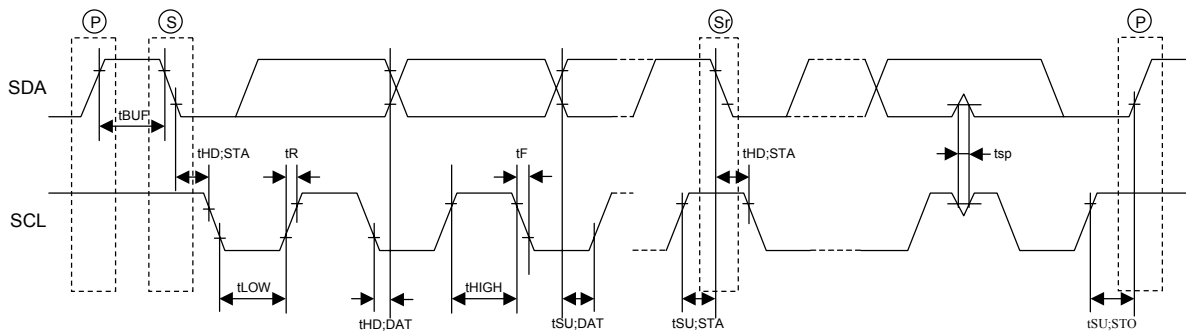 P S Sr P
SDA
tBUF
tHD;STA tR tF tHD;STA tsp
SCL
tLOW tHIGH
tHD;DAT tSU;DAT tSU;STA tSU;STO